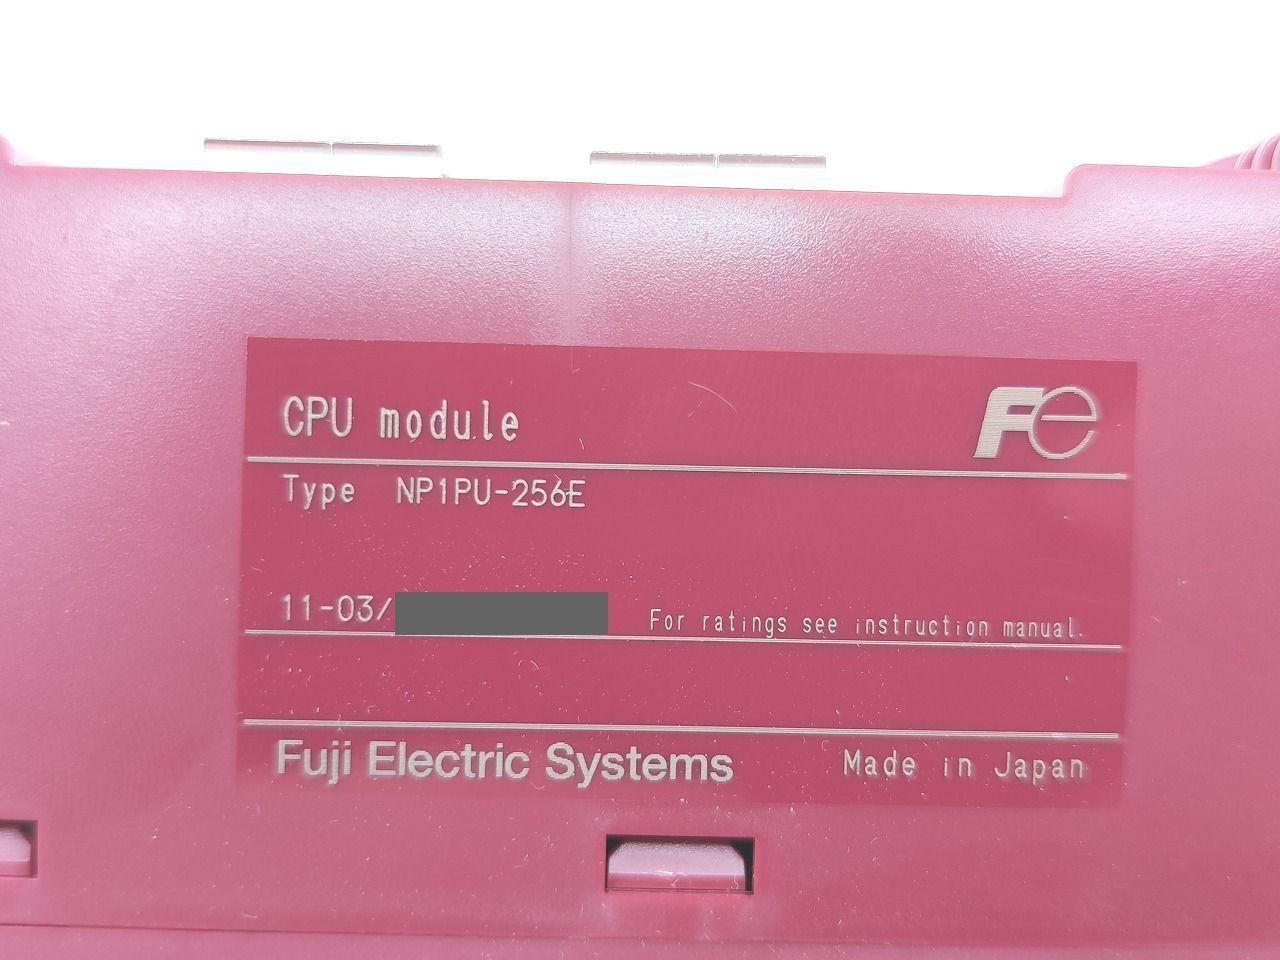 CPU module
Fe
Type NP1PU-256E
11-03/
For ratings see instruction manual.
Fuji Electric Systems
Made in Japan